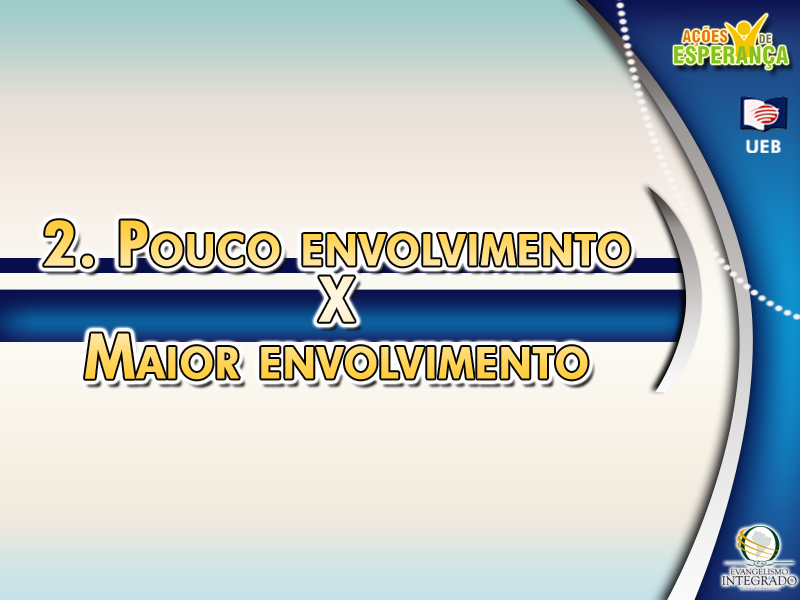 AÇÕES DE
ESPERANÇA
UEB
2. POUCO ENVOLVIMENTO
X
MAIOR ENVOLVIMENTO
EVANGELISMO
INTEGRADO